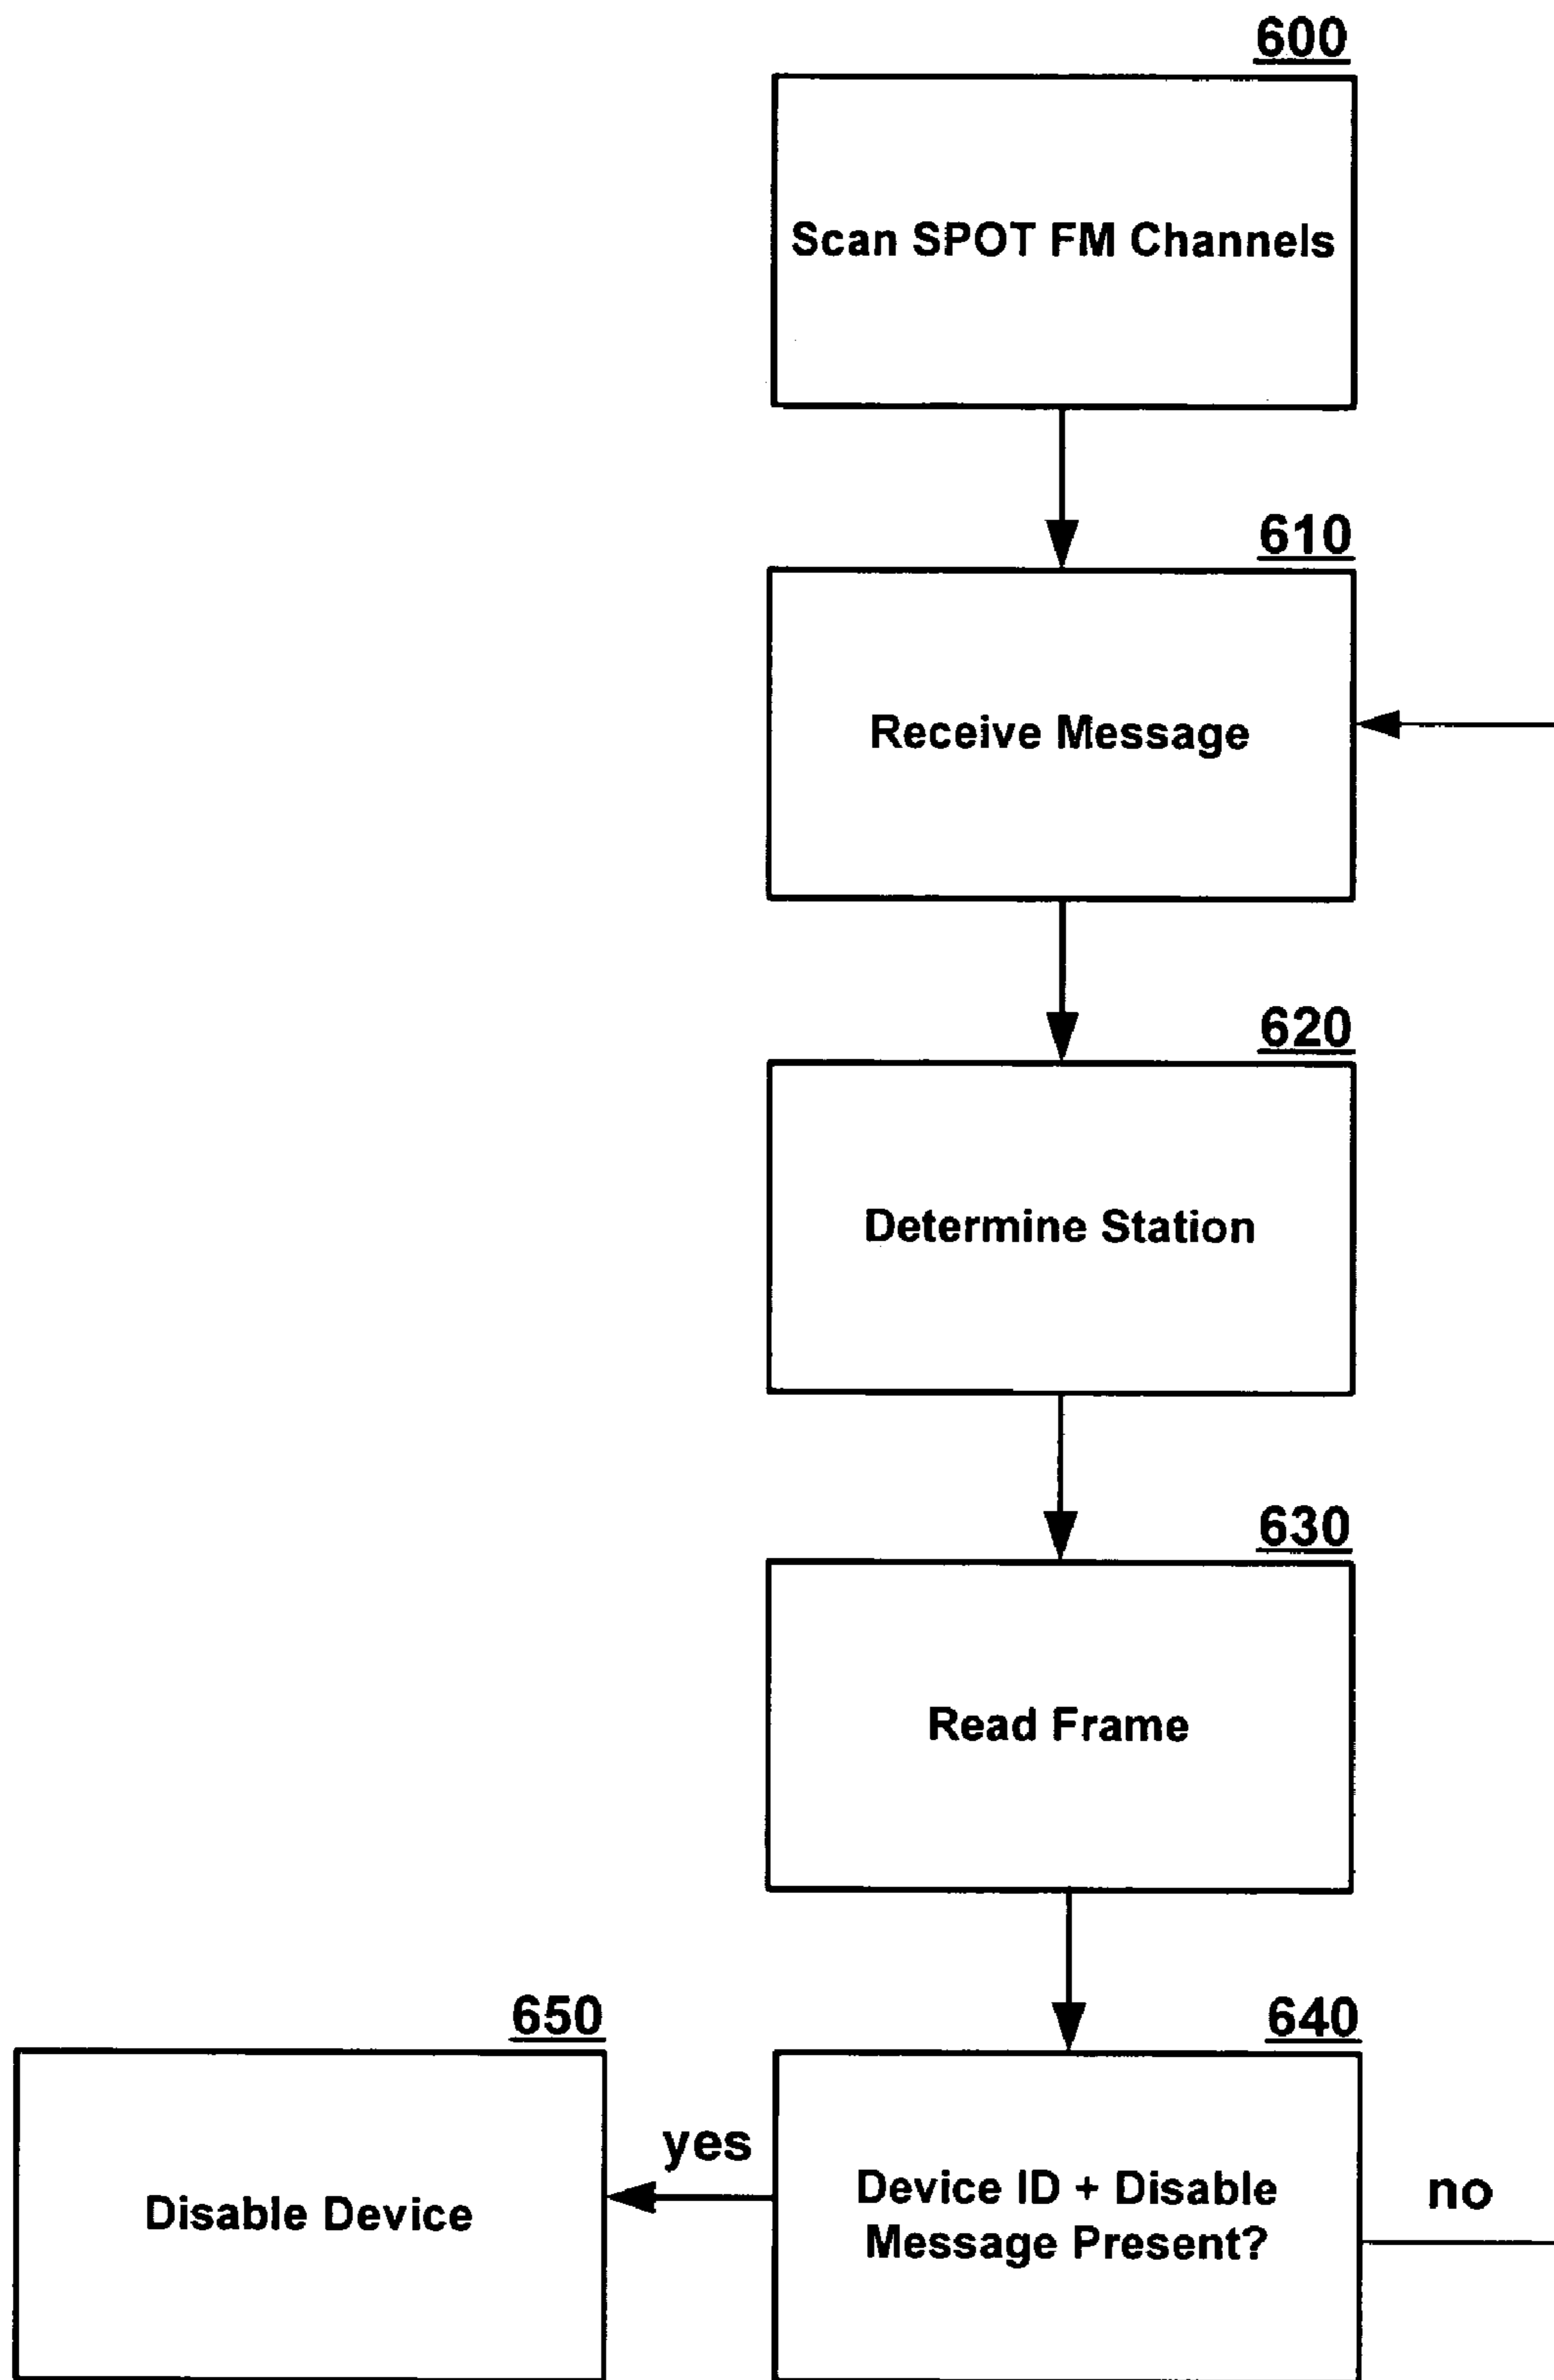 600
Scan SPOT FM Channels
610
Receive Message
620
Determine Station
630
Read Frame
650
640
yes
Disable Device
Device ID + Disable
Message Present?
no